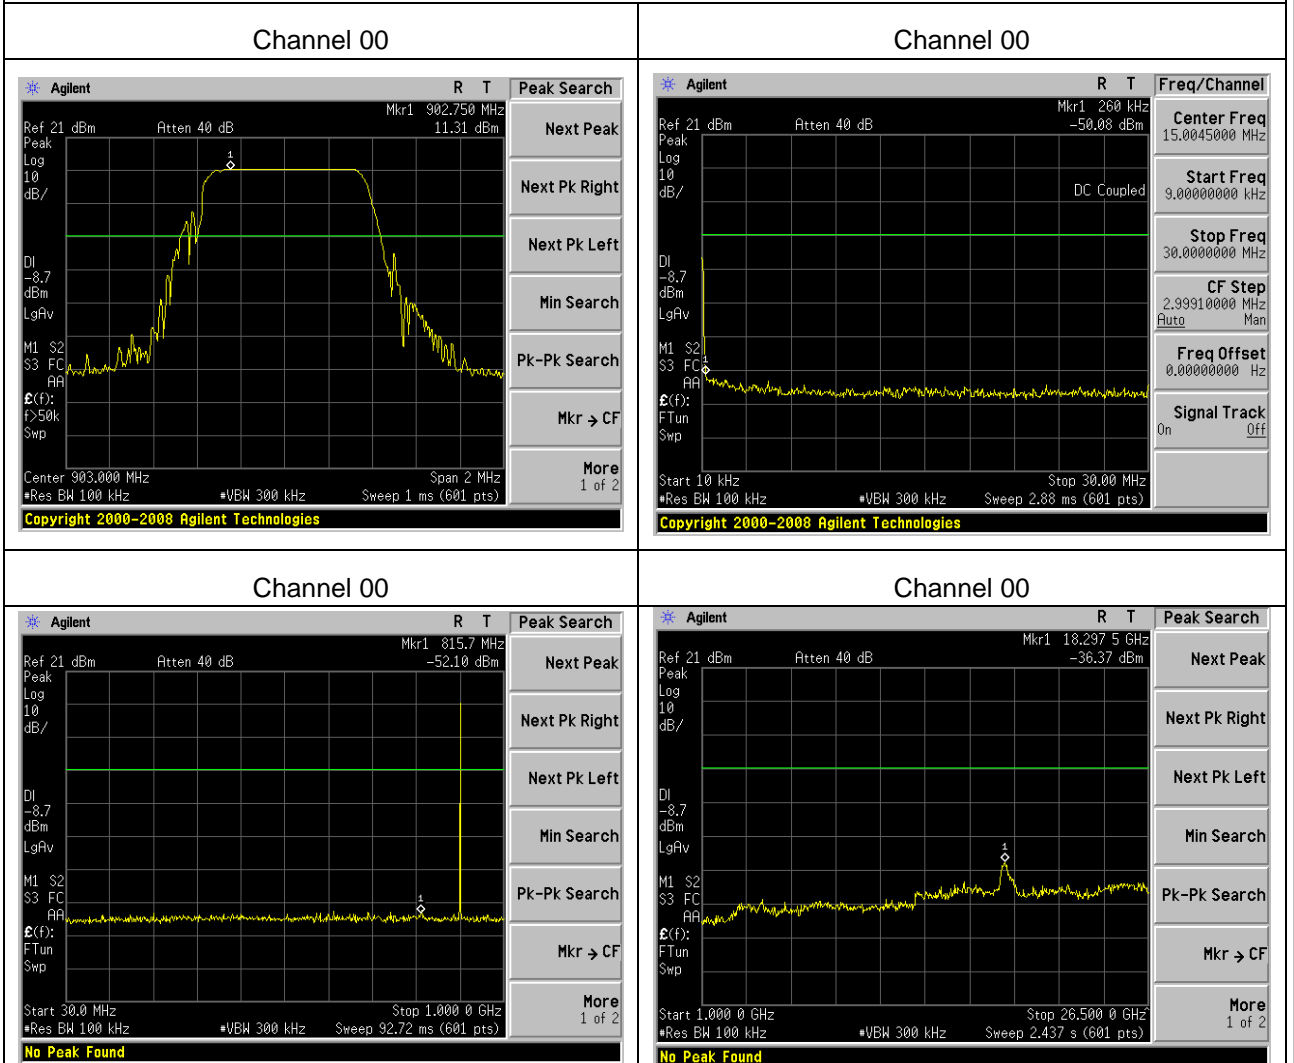 Channel 00
Agilent
R T
Peak Search
Mkr1 902.750 MHz
Ref 21 dBm
Atten 40 dB
11.31 dBm
Peak
Log
10
dB/
1
DI
-8.7
dBm
LgAv
M1 S2
S3 FC
AA
£(f):
f>50k
Swp
Center 903.000 MHz
Span 2 MHz
#Res BW 100 kHz
#VBW 300 kHz
Sweep 1 ms (601 pts)
Copyright 2000-2008 Agilent Technologies
Next Peak
Next Pk Right
Next Pk Left
Min Search
Pk-Pk Search
Mkr → CF
More
1 of 2
Channel 00
Agilent
R T
Freq/Channel
Mkr1 260 kHz
Ref 21 dBm
Atten 40 dB
-50.08 dBm
Peak
Log
10
dB/
DC Coupled
DI
-8.7
dBm
LgAv
1
M1 S2
S3 FC
AA
£(f):
FTun
Swp
Start 10 kHz
Stop 30.00 MHz
#Res BW 100 kHz
#VBW 300 kHz
Sweep 2.88 ms (601 pts)
Copyright 2000-2008 Agilent Technologies
Center Freq
15.0045000 MHz
Start Freq
9.00000000 kHz
Stop Freq
30.0000000 MHz
CF Step
2.99910000 MHz
Auto Man
Freq Offset
0.00000000 Hz
Signal Track
On Off
Channel 00
Agilent
R T
Peak Search
Mkr1 815.7 MHz
Ref 21 dBm
Atten 40 dB
-52.10 dBm
Peak
Log
10
dB/
DI
-8.7
dBm
LgAv
M1 S2
S3 FC
AA
1
£(f):
FTun
Swp
Start 30.0 MHz
Stop 1.000 0 GHz
#Res BW 100 kHz
#VBW 300 kHz
Sweep 92.72 ms (601 pts)
No Peak Found
Next Peak
Next Pk Right
Next Pk Left
Min Search
Pk-Pk Search
Mkr → CF
More
1 of 2
Channel 00
Agilent
R T
Peak Search
Mkr1 18.297 5 GHz
Ref 21 dBm
Atten 40 dB
-36.37 dBm
Peak
Log
10
dB/
DI
-8.7
dBm
LgAv
1
M1 S2
S3 FC
AA
£(f):
FTun
Swp
Start 1.000 0 GHz
Stop 26.500 0 GHz
#Res BW 100 kHz
#VBW 300 kHz
Sweep 2.437 s (601 pts)
No Peak Found
Next Peak
Next Pk Right
Next Pk Left
Min Search
Pk-Pk Search
Mkr → CF
More
1 of 2